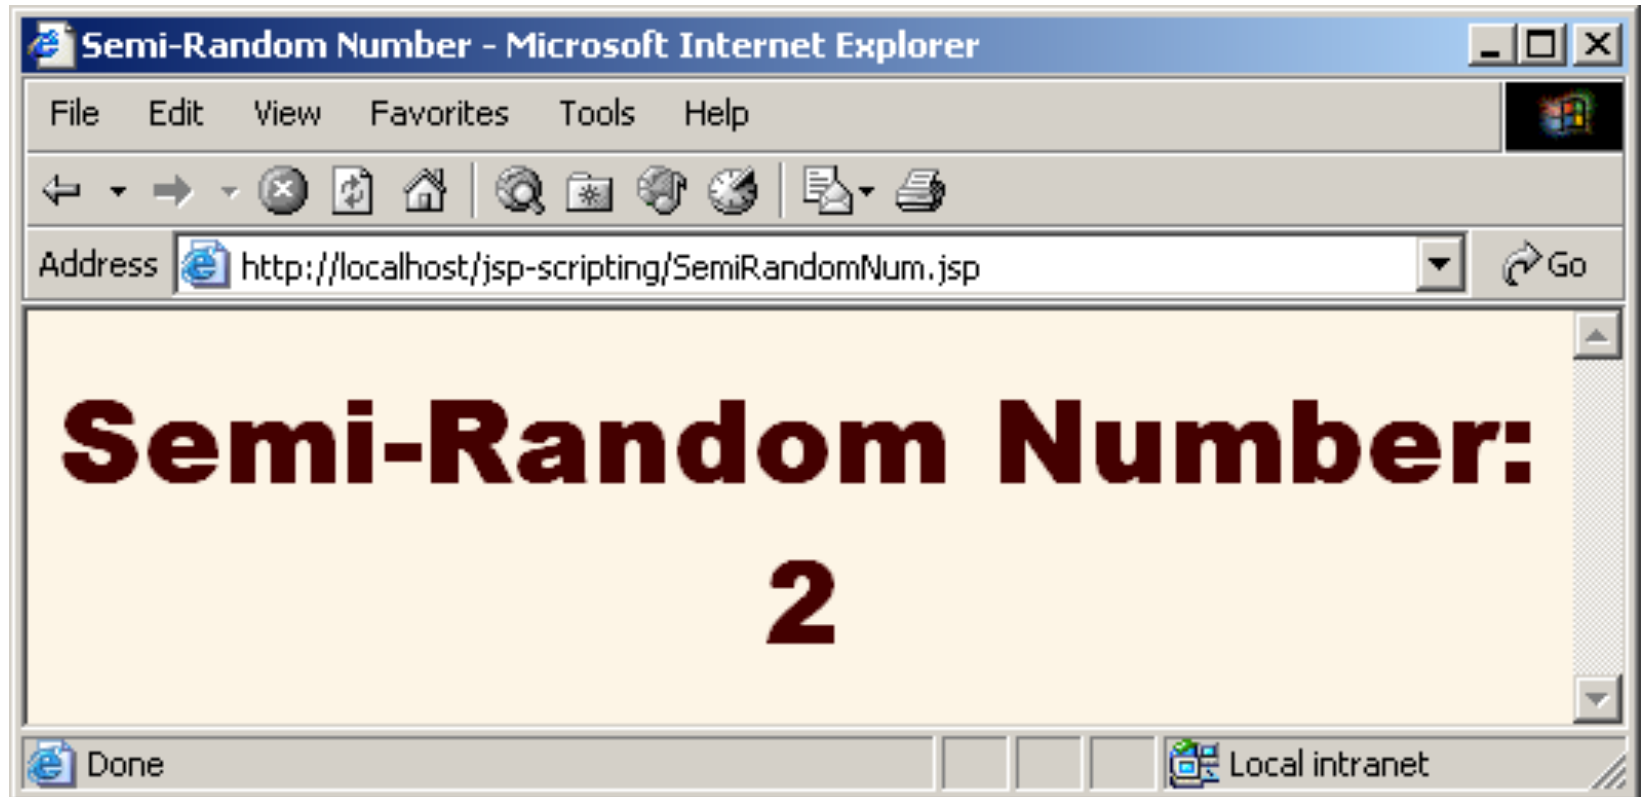 Semi-Random Number - Microsoft Internet Explorer
File Edit View Favorites Tools Help
Address http://localhost/jsp-scripting/SemiRandomNum.jsp Go
Semi-Random Number:
2
Done Local intranet